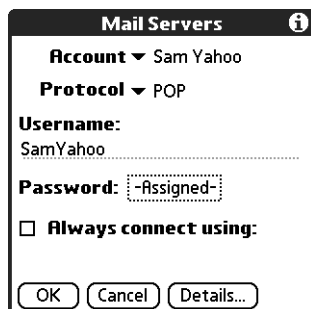 Mail Servers
Account Sam Yahoo
Protocol POP
Username:
SamYahoo
Password: -Assigned-
Always connect using:
OK Cancel Details...